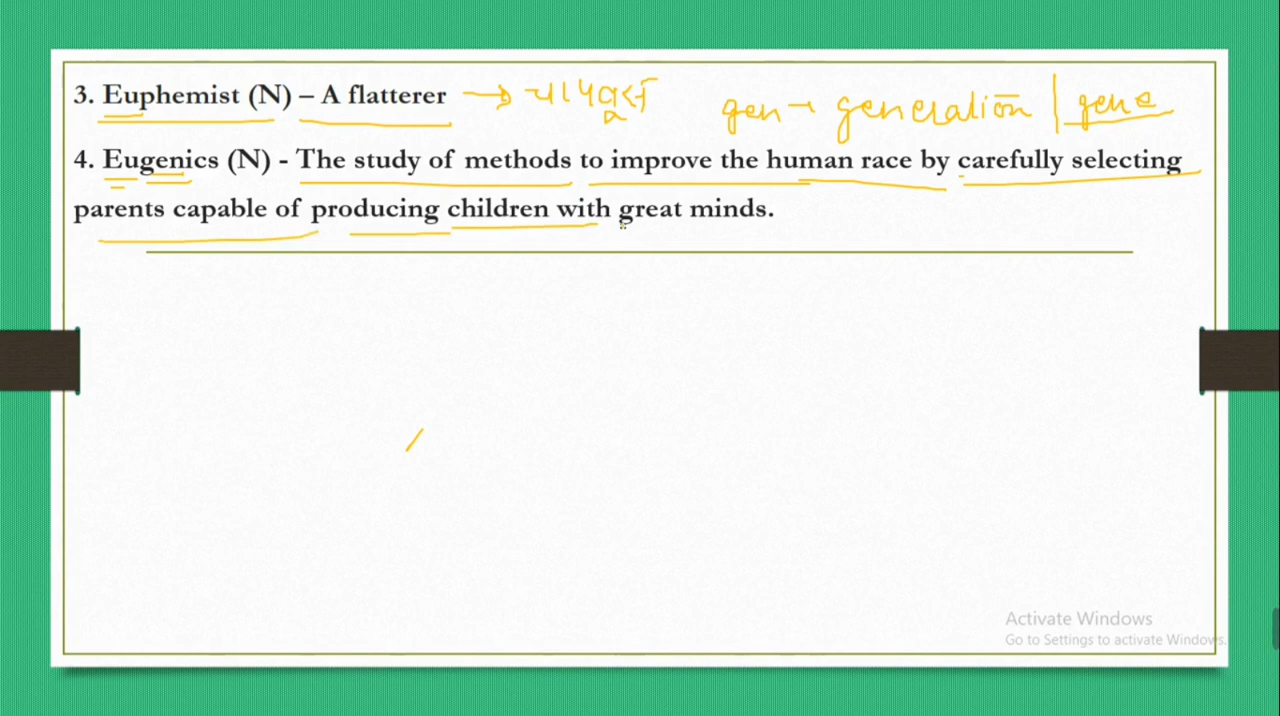 3. Euphemist (N) – A flatterer → चापलूस gen → generation | gene
4. Eugenics (N) - The study of methods to improve the human race by carefully selecting
parents capable of producing children with great minds.
Activate Windows
Go to Settings to activate Windows.